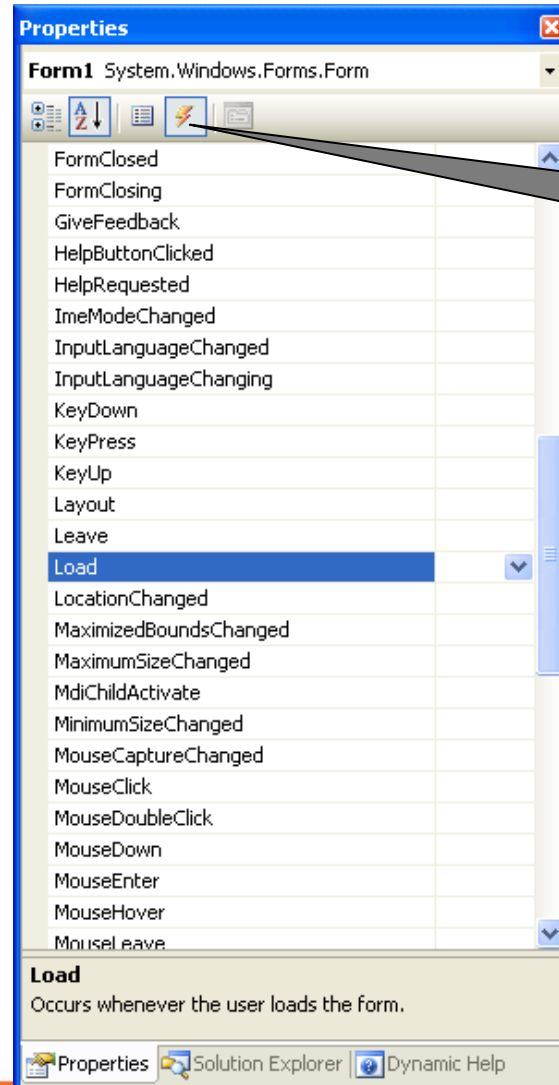 Properties
Form1 System.Windows.Forms.Form
A
Z
FormClosed
FormClosing
GiveFeedback
HelpButtonClicked
HelpRequested
ImeModeChanged
InputLanguageChanged
InputLanguageChanging
KeyDown
KeyPress
KeyUp
Layout
Leave
Load
LocationChanged
MaximizedBoundsChanged
MaximumSizeChanged
MdiChildActivate
MinimumSizeChanged
MouseCaptureChanged
MouseClick
MouseDoubleClick
MouseDown
MouseEnter
MouseHover
MouseLeave
Load
Occurs whenever the user loads the form.
Properties Solution Explorer Dynamic Help